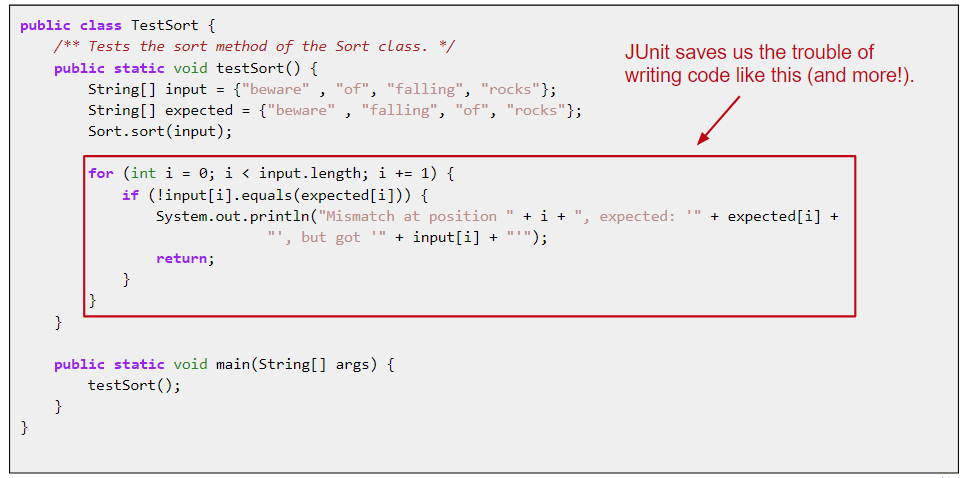 public class TestSort {
    /** Tests the sort method of the Sort class. */
    public static void testSort() {
        String[] input = {"beware" , "of", "falling", "rocks"};
        String[] expected = {"beware" , "falling", "of", "rocks"};
        Sort.sort(input);
JUnit saves us the trouble of
writing code like this (and more!).
        for (int i = 0; i < input.length; i += 1) {
            if (!input[i].equals(expected[i])) {
                System.out.println("Mismatch at position " + i + ", expected: '" + expected[i] +
                             "', but got '" + input[i] + "'");
                return;
            }
        }
    }
    public static void main(String[] args) {
        testSort();
    }
}